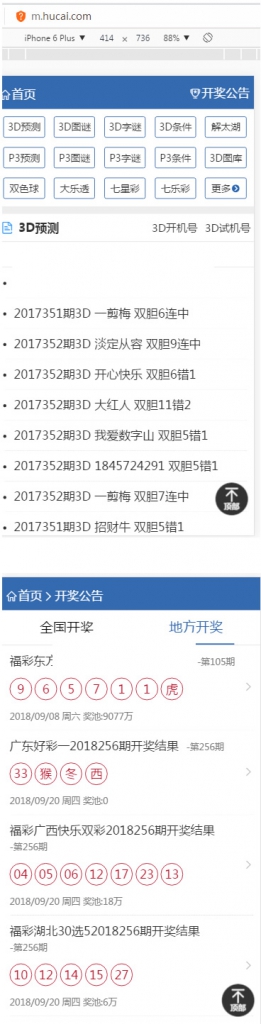 m.hucai.com
iPhone 6 Plus ▼ 414 × 736 88% ▼
首页 开奖公告
3D预测 3D图谜 3D字谜 3D条件 解太湖
P3预测 P3图谜 P3字谜 P3条件 3D图库
双色球 大乐透 七星彩 七乐彩 更多
3D预测 3D开机号 3D试机号
2017351期3D 一剪梅 双胆6连中
2017352期3D 淡定从容 双胆9连中
2017352期3D 开心快乐 双胆6错1
2017352期3D 大红人 双胆11错2
2017352期3D 我爱数字山 双胆5错1
2017352期3D 1845724291 双胆5错1
2017352期3D 一剪梅 双胆7连中
2017351期3D 招财牛 双胆5错1
顶部
首页 > 开奖公告
全国开奖 地方开奖
福彩东方 -第105期
9 6 5 7 1 1 虎
2018/09/08 周六 奖池:9077万
广东好彩一2018256期开奖结果 -第256期
33 猴 冬 西
2018/09/20 周四 奖池:0
福彩广西快乐双彩2018256期开奖结果
-第256期
04 05 06 12 17 23 13
2018/09/20 周四 奖池:18万
福彩湖北30选52018256期开奖结果
-第256期
10 12 14 15 27
2018/09/20 周四 奖池:6万
顶部